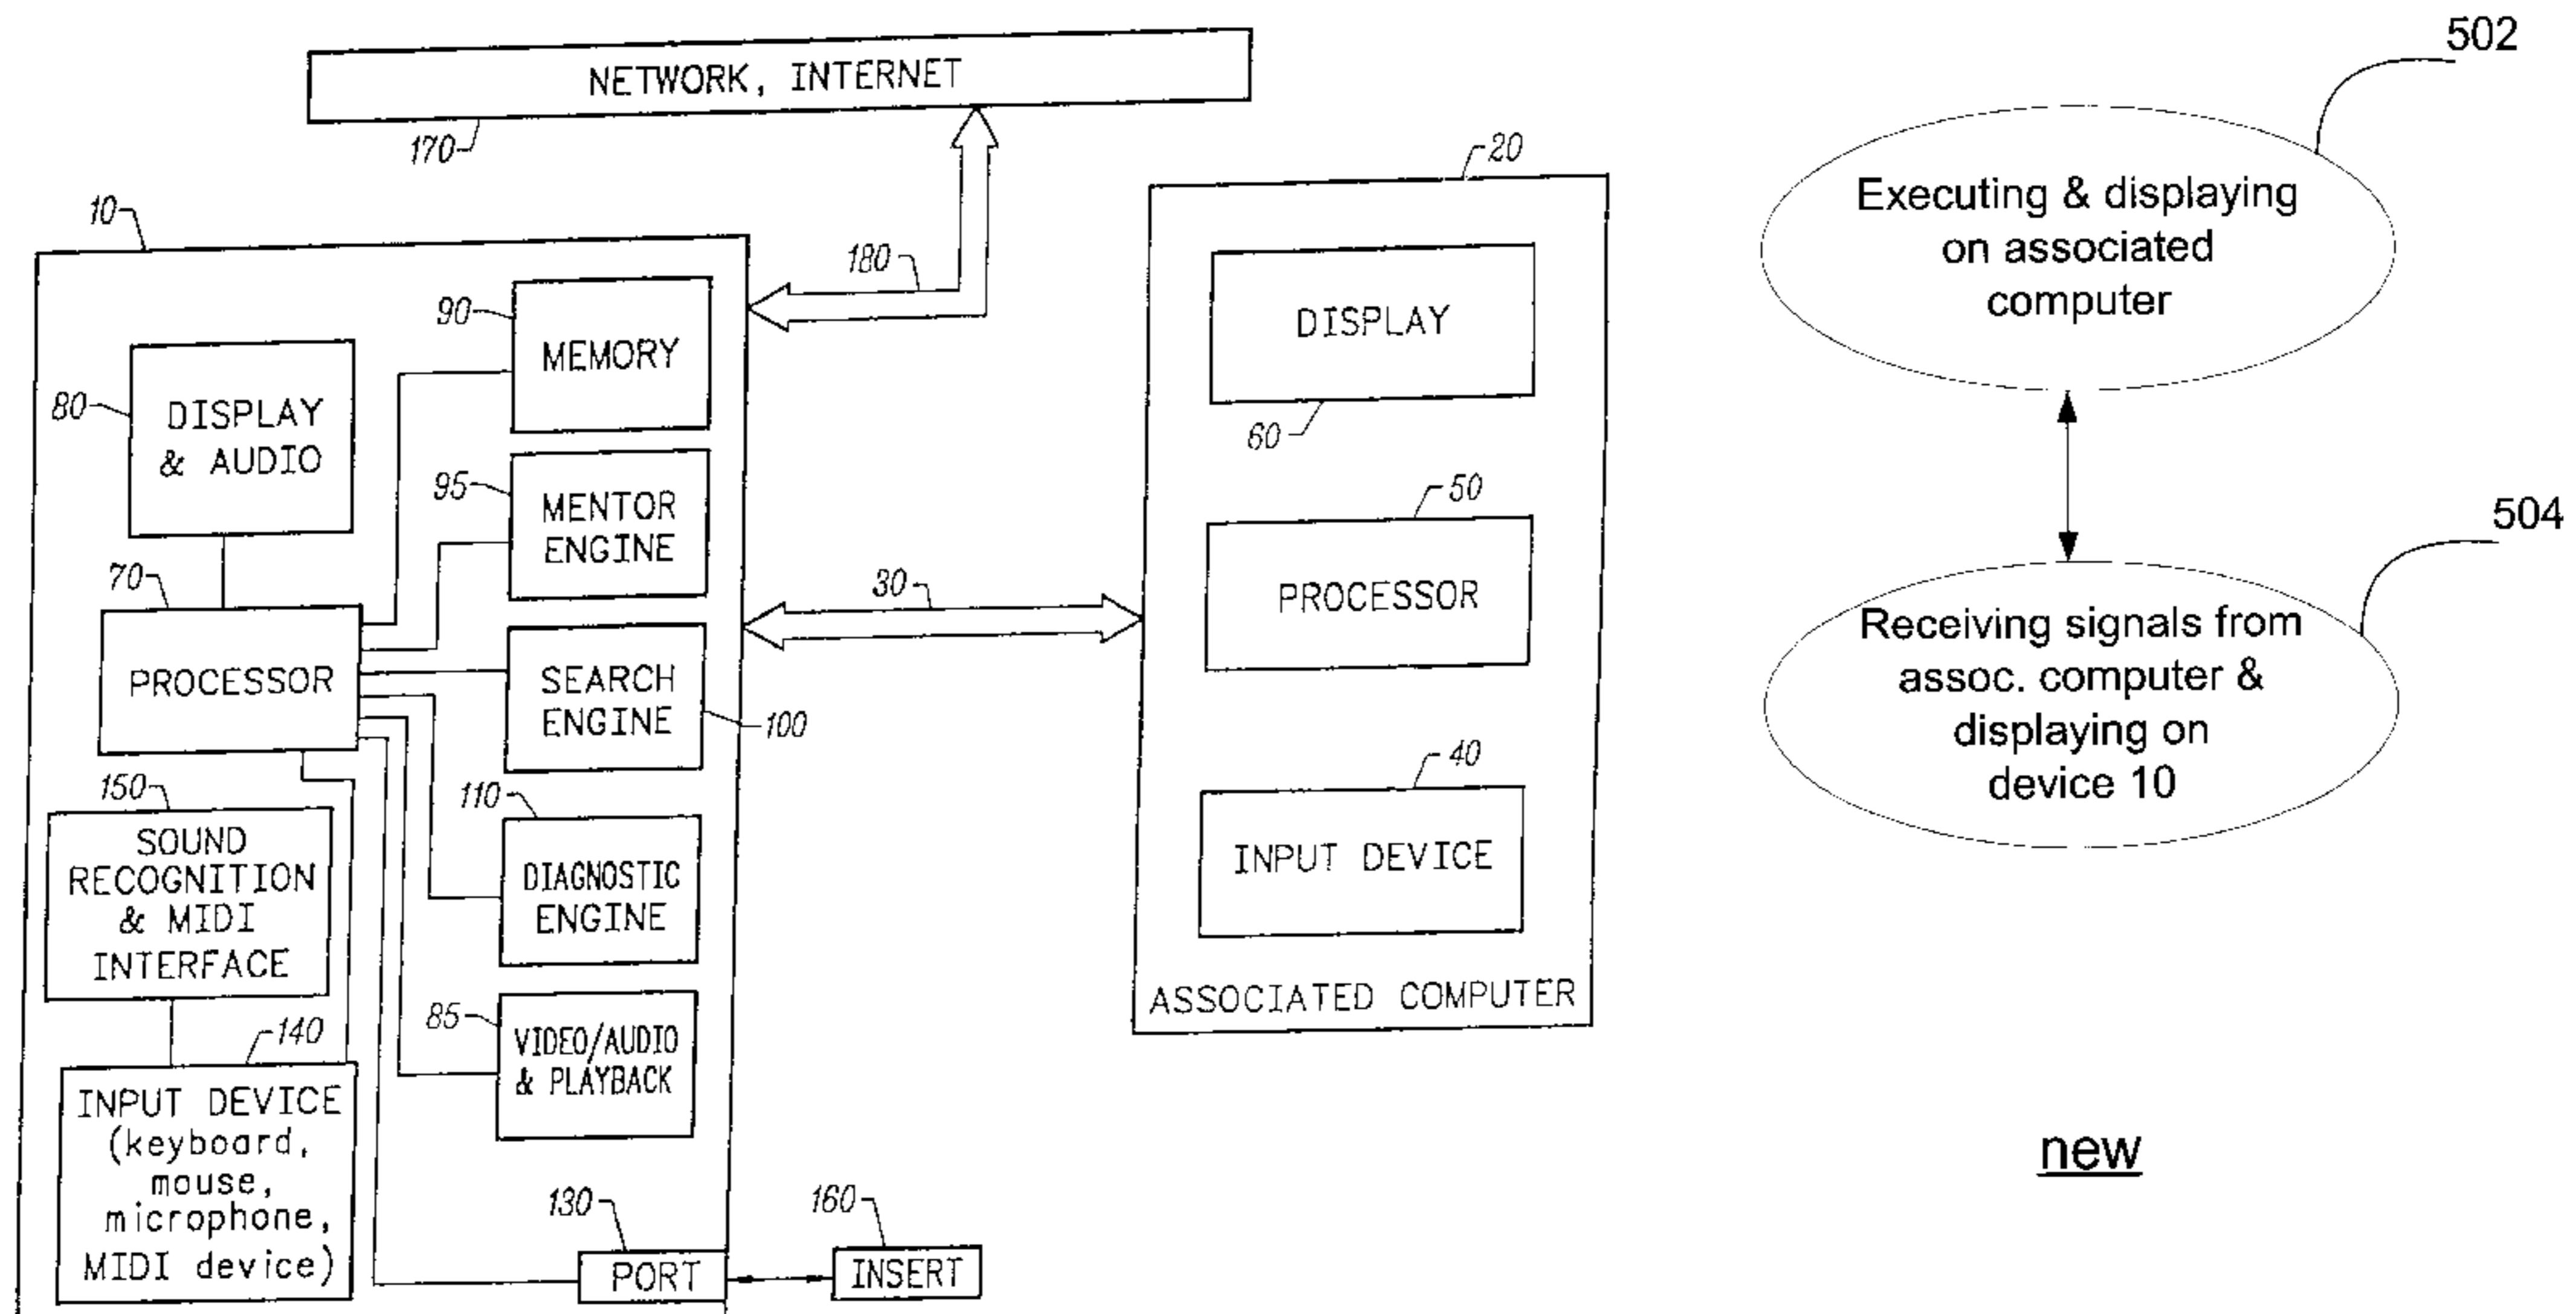 NETWORK, INTERNET
170
180
10
90
MEMORY
80
DISPLAY
& AUDIO
95
MENTOR
ENGINE
70
PROCESSOR
SEARCH
ENGINE
100
150
SOUND
RECOGNITION
& MIDI
INTERFACE
110
DIAGNOSTIC
ENGINE
85
VIDEO/AUDIO
& PLAYBACK
140
INPUT DEVICE
(keyboard,
mouse,
microphone,
MIDI device)
130
PORT
160
INSERT
30
20
DISPLAY
60
50
PROCESSOR
40
INPUT DEVICE
ASSOCIATED COMPUTER
502
Executing & displaying
on associated
computer
504
Receiving signals from
assoc. computer &
displaying on
device 10
new